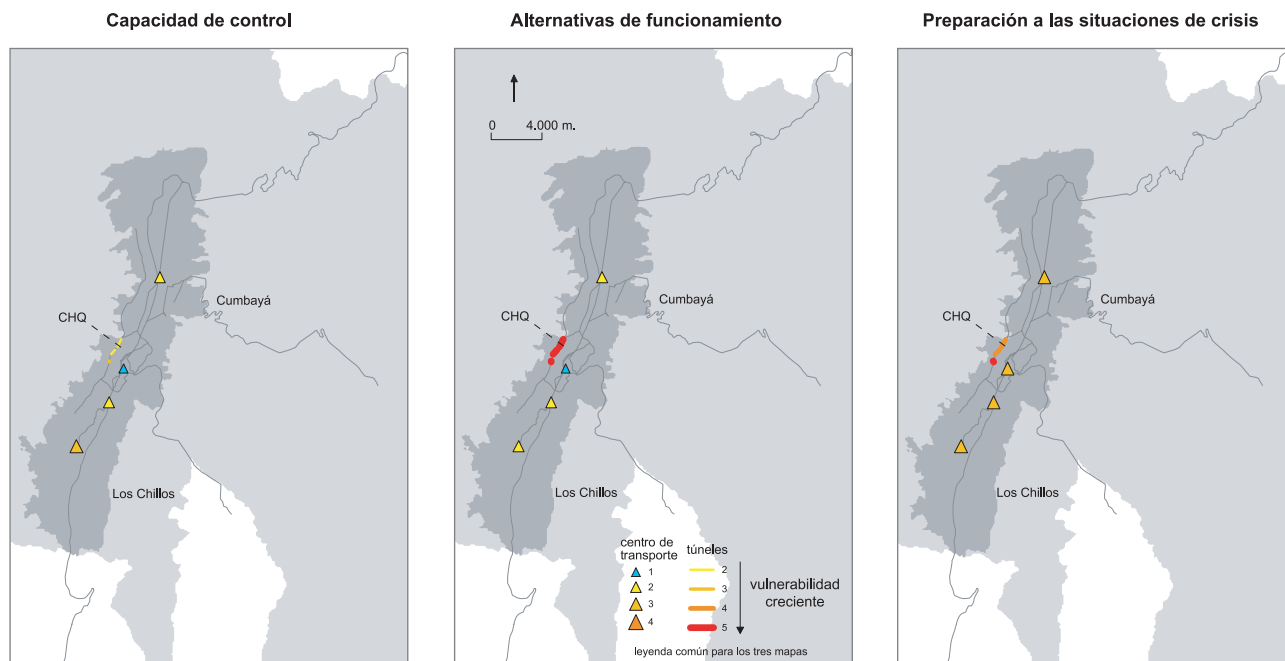 Capacidad de control
Alternativas de funcionamiento
Preparación a las situaciones de crisis
CHQ
Cumbayá
Los Chillos
0 4.000 m.
CHQ
Cumbayá
Los Chillos
centro de
transporte
1
2
3
4
túneles
2
3
4
5
vulnerabilidad
creciente
leyenda común para los tres mapas
CHQ
Cumbayá
Los Chillos